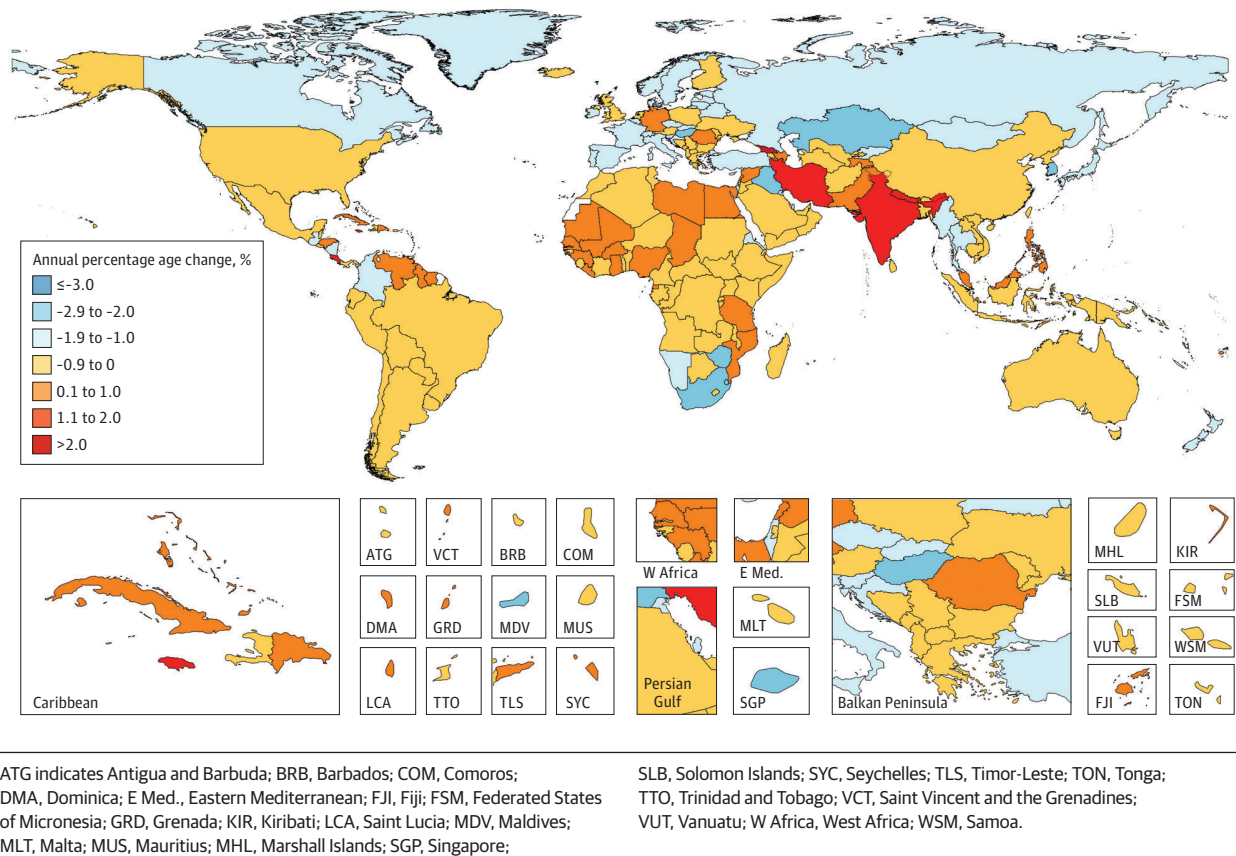 Annual percentage age change, %
≤–3.0
–2.9 to –2.0
–1.9 to –1.0
–0.9 to 0
0.1 to 1.0
1.1 to 2.0
>2.0
Caribbean
ATG
VCT
BRB
COM
DMA
GRD
MDV
MUS
LCA
TTO
TLS
SYC
W Africa
E Med.
Persian
Gulf
MLT
SGP
Balkan Peninsula
MHL
KIR
SLB
FSM
VUT
WSM
FJI
TON
ATG indicates Antigua and Barbuda; BRB, Barbados; COM, Comoros;
DMA, Dominica; E Med., Eastern Mediterranean; FJI, Fiji; FSM, Federated States
of Micronesia; GRD, Grenada; KIR, Kiribati; LCA, Saint Lucia; MDV, Maldives;
MLT, Malta; MUS, Mauritius; MHL, Marshall Islands; SGP, Singapore;
SLB, Solomon Islands; SYC, Seychelles; TLS, Timor-Leste; TON, Tonga;
TTO, Trinidad and Tobago; VCT, Saint Vincent and the Grenadines;
VUT, Vanuatu; W Africa, West Africa; WSM, Samoa.